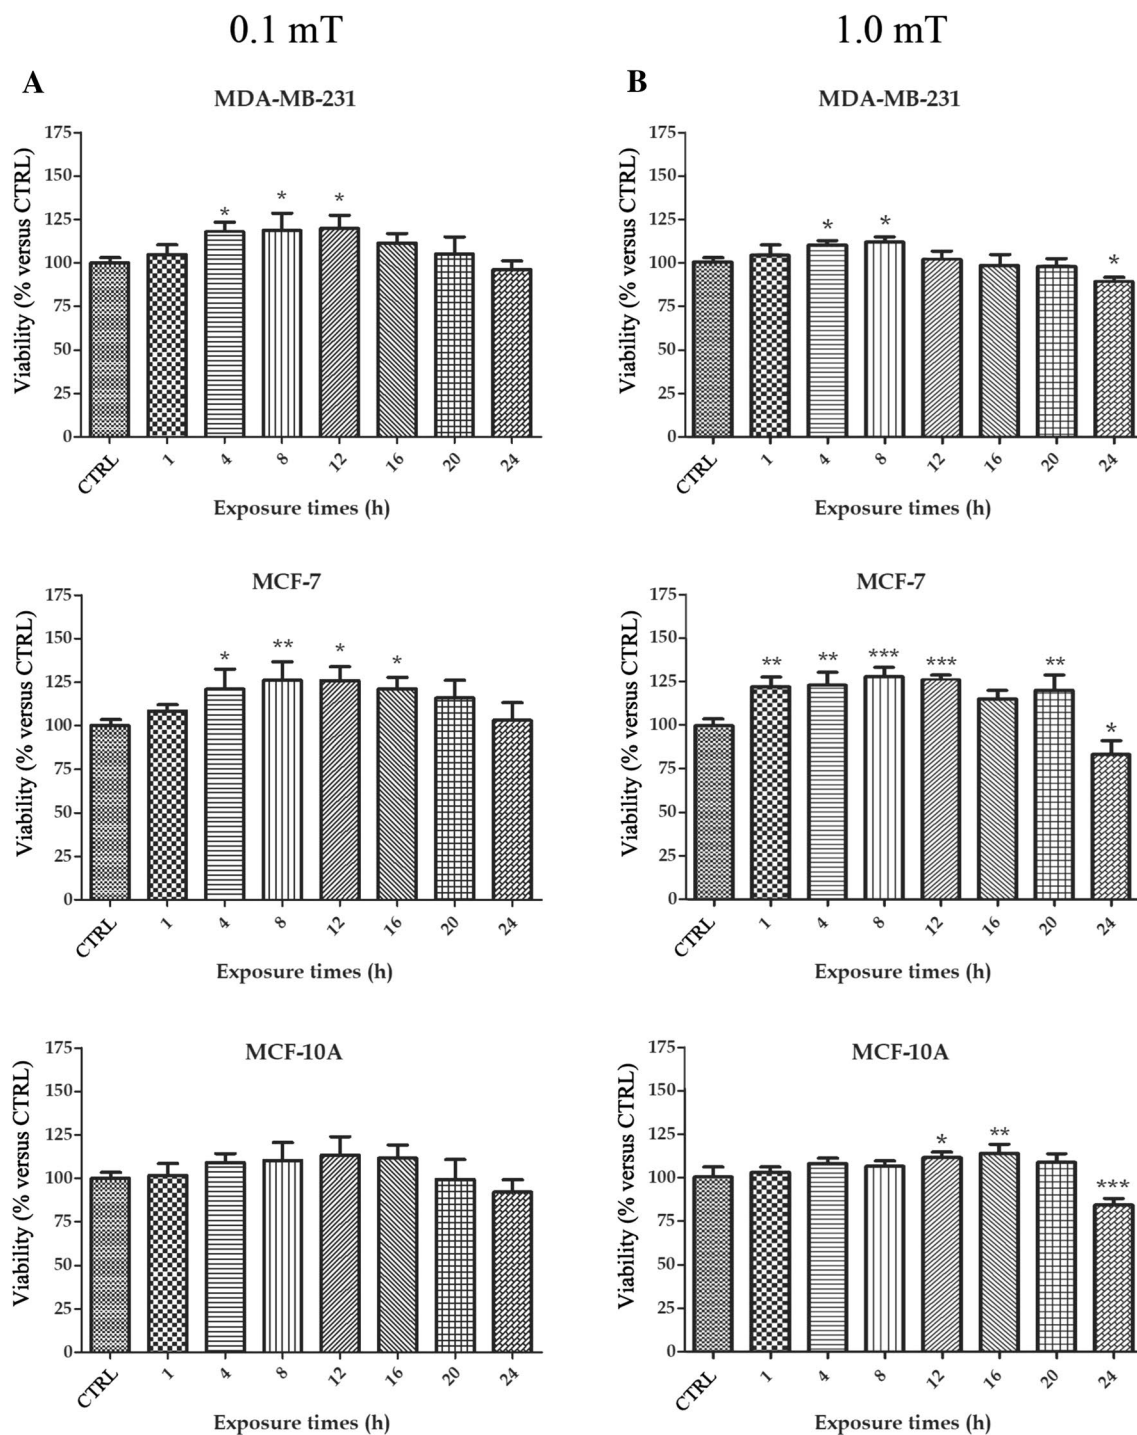 0.1 mT
1.0 mT
A
MDA-MB-231
Viability (% versus CTRL)
175
150
125
100
75
50
25
0
* * *
CTRL 1 4 8 12 16 20 24
Exposure times (h)
B
MDA-MB-231
Viability (% versus CTRL)
175
150
125
100
75
50
25
0
* * *
CTRL 1 4 8 12 16 20 24
Exposure times (h)
MCF-7
Viability (% versus CTRL)
175
150
125
100
75
50
25
0
* ** * *
CTRL 1 4 8 12 16 20 24
Exposure times (h)
MCF-7
Viability (% versus CTRL)
175
150
125
100
75
50
25
0
** ** *** *** ** *
CTRL 1 4 8 12 16 20 24
Exposure times (h)
MCF-10A
Viability (% versus CTRL)
175
150
125
100
75
50
25
0
CTRL 1 4 8 12 16 20 24
Exposure times (h)
MCF-10A
Viability (% versus CTRL)
175
150
125
100
75
50
25
0
* ** ***
CTRL 1 4 8 12 16 20 24
Exposure times (h)